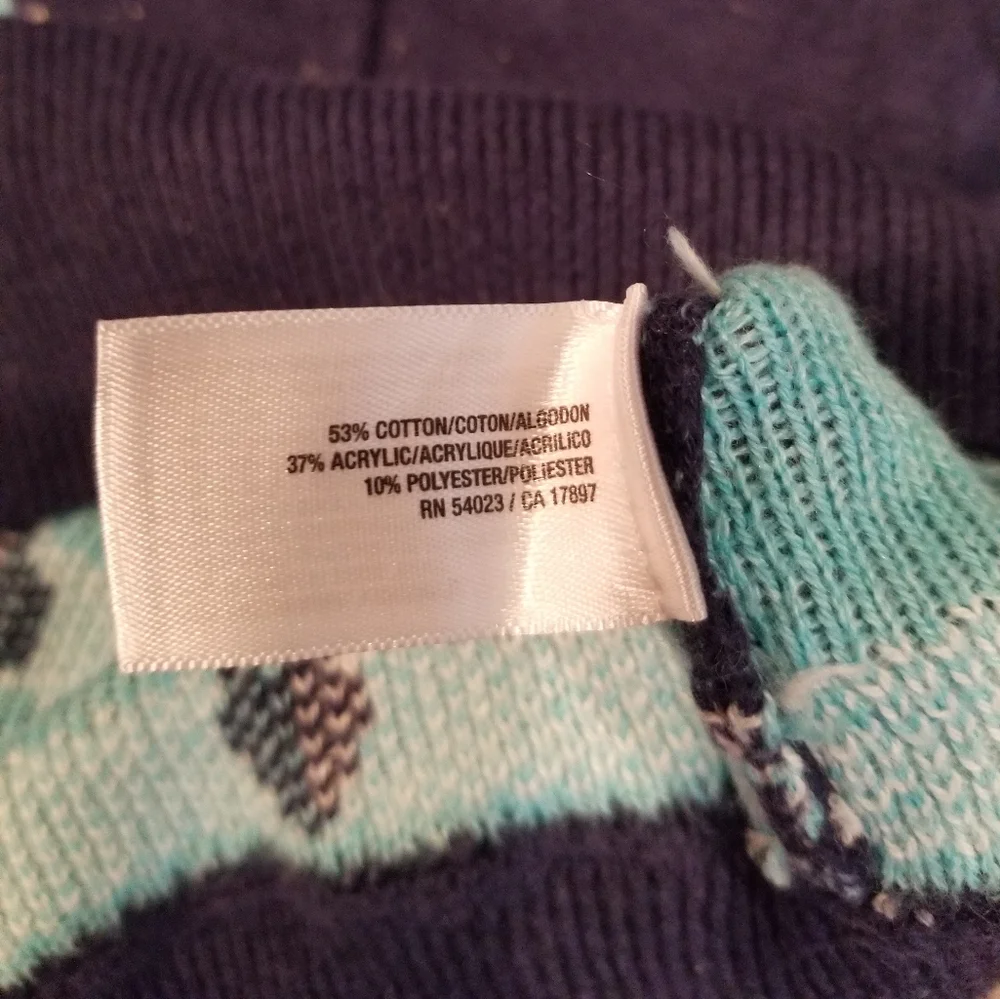 53% COTTON/COTON/ALGODON
37% ACRYLIC/ACRYLIQUE/ACRILICO
10% POLYESTER/POLIESTER
RN 54023 / CA 17897